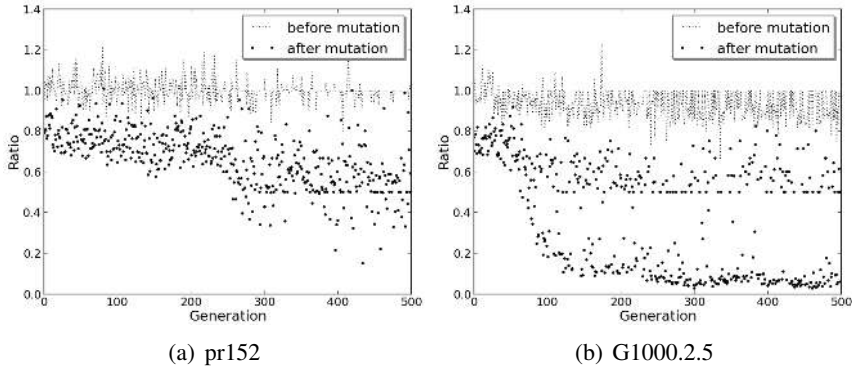 1.4
1.2
1.0
0.8
0.6
0.4
0.2
0.0
Ratio
before mutation
after mutation
0 100 200 300 400 500
Generation
(a) pr152
1.4
1.2
1.0
0.8
0.6
0.4
0.2
0.0
Ratio
before mutation
after mutation
0 100 200 300 400 500
Generation
(b) G1000.2.5